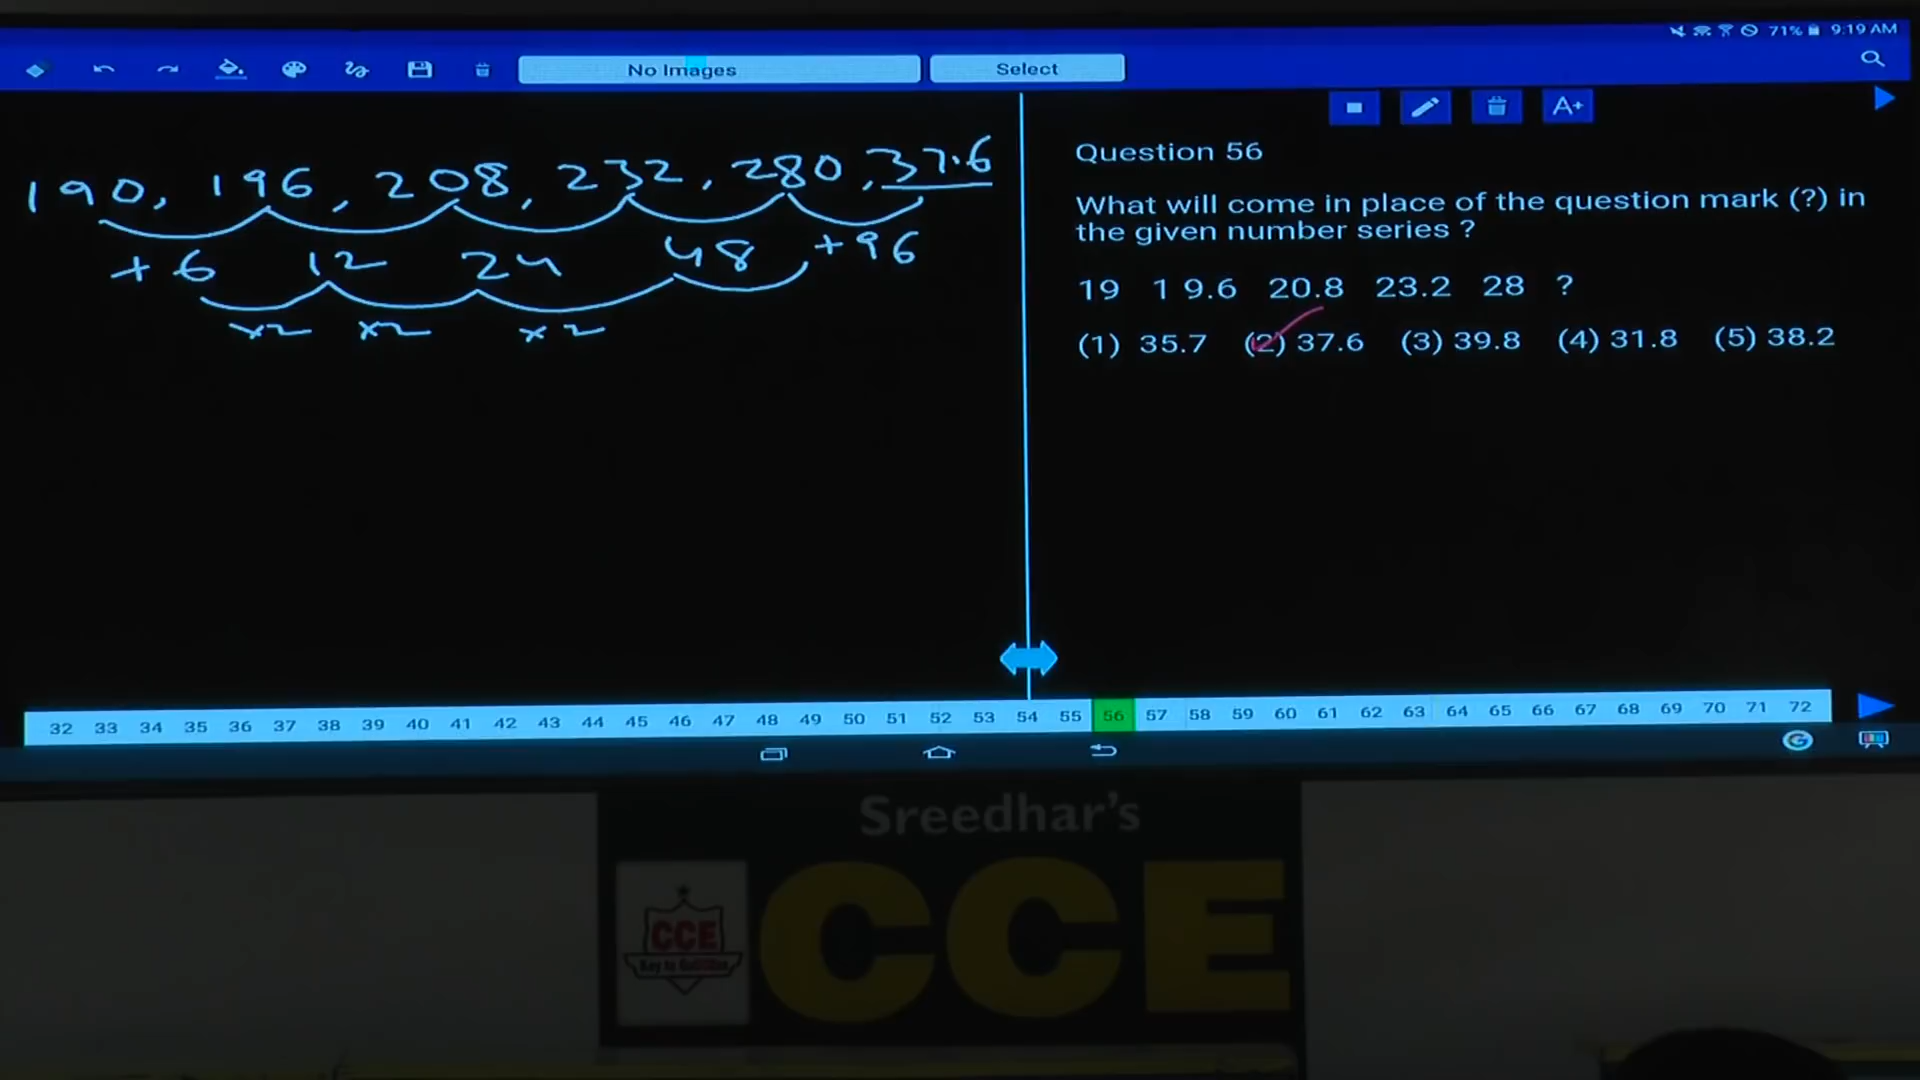 71% 9:19 AM
No Images Select
A+
190, 196, 208, 232, 280, 37.6
+6 12 24 48 +96
×2 ×2 ×2
Question 56
What will come in place of the question mark (?) in
the given number series ?
19 1 9.6 20.8 23.2 28 ?
(1) 35.7 (2) 37.6 (3) 39.8 (4) 31.8 (5) 38.2
32 33 34 35 36 37 38 39 40 41 42 43 44 45 46 47 48 49 50 51 52 53 54 55 56 57 58 59 60 61 62 63 64 65 66 67 68 69 70 71 72
G
Sreedhar's
CCE
CCE